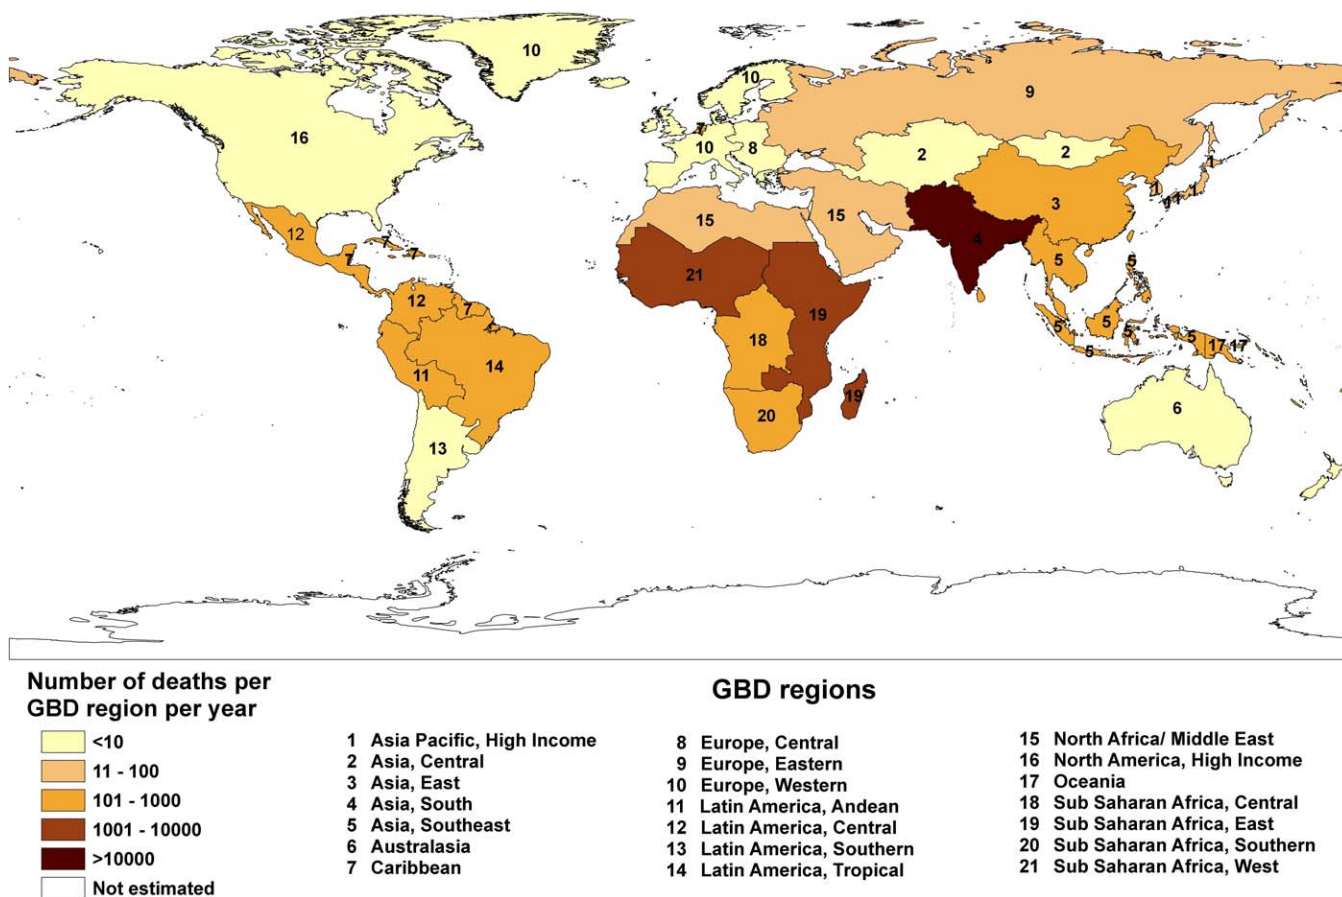 10
16
10
9
7
10
8
2
2
1
1
1
11
3
12
7
7
7
15
15
4
5
5
21
19
12
7
18
5
5
5
5
17
17
5
14
11
19
20
6
13
Number of deaths per
GBD region per year
<10
11 - 100
101 - 1000
1001 - 10000
>10000
Not estimated
GBD regions
1 Asia Pacific, High Income
2 Asia, Central
3 Asia, East
4 Asia, South
5 Asia, Southeast
6 Australasia
7 Caribbean
8 Europe, Central
9 Europe, Eastern
10 Europe, Western
11 Latin America, Andean
12 Latin America, Central
13 Latin America, Southern
14 Latin America, Tropical
15 North Africa/ Middle East
16 North America, High Income
17 Oceania
18 Sub Saharan Africa, Central
19 Sub Saharan Africa, East
20 Sub Saharan Africa, Southern
21 Sub Saharan Africa, West